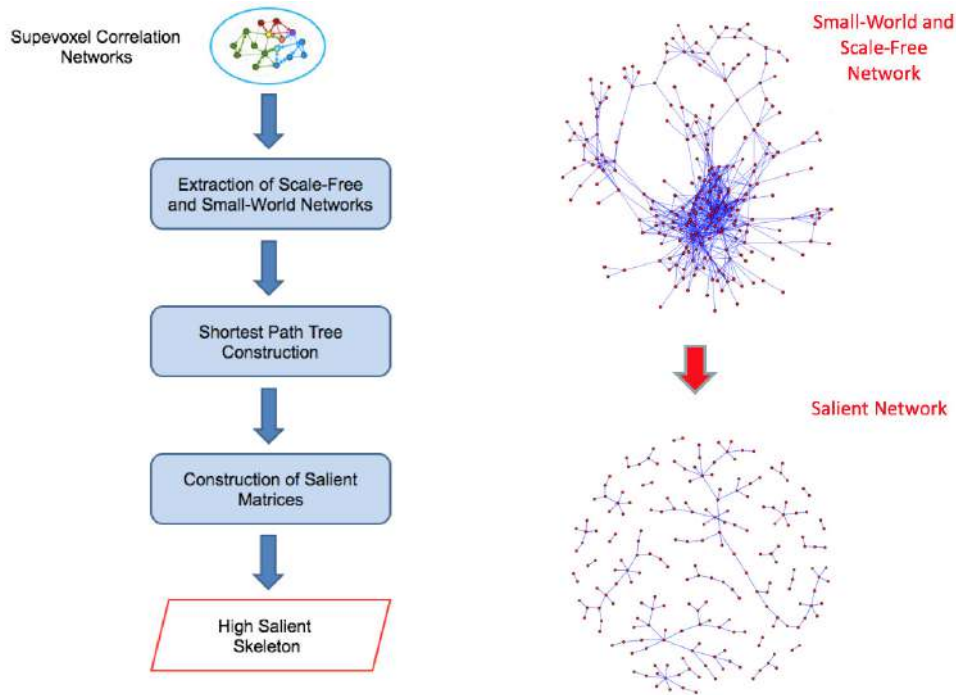 Supevoxel Correlation
Networks
Extraction of Scale-Free
and Small-World Networks
Shortest Path Tree
Construction
Construction of Salient
Matrices
High Salient
Skeleton
Small-World and
Scale-Free
Network
Salient Network